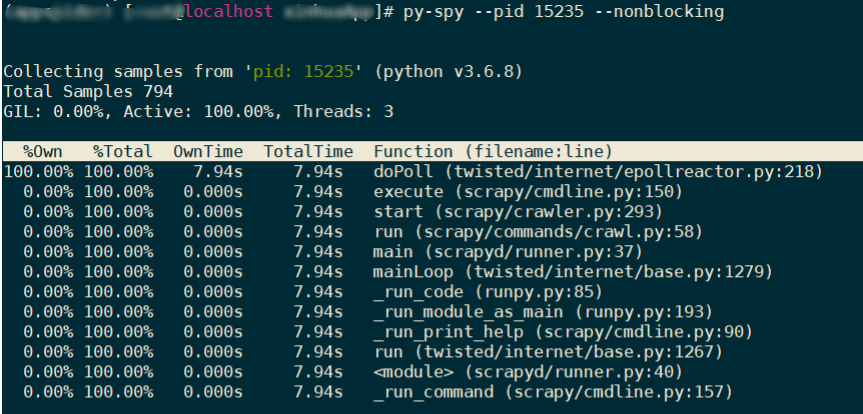 @localhost ]# py-spy --pid 15235 --nonblocking
Collecting samples from 'pid: 15235' (python v3.6.8)
Total Samples 794
GIL: 0.00%, Active: 100.00%, Threads: 3
%Own %Total OwnTime TotalTime Function (filename:line)
100.00% 100.00% 7.94s 7.94s doPoll (twisted/internet/epollreactor.py:218)
0.00% 100.00% 0.000s 7.94s execute (scrapy/cmdline.py:150)
0.00% 100.00% 0.000s 7.94s start (scrapy/crawler.py:293)
0.00% 100.00% 0.000s 7.94s run (scrapy/commands/crawl.py:58)
0.00% 100.00% 0.000s 7.94s main (scrapyd/runner.py:37)
0.00% 100.00% 0.000s 7.94s mainLoop (twisted/internet/base.py:1279)
0.00% 100.00% 0.000s 7.94s _run_code (runpy.py:85)
0.00% 100.00% 0.000s 7.94s _run_module_as_main (runpy.py:193)
0.00% 100.00% 0.000s 7.94s _run_print_help (scrapy/cmdline.py:90)
0.00% 100.00% 0.000s 7.94s run (twisted/internet/base.py:1267)
0.00% 100.00% 0.000s 7.94s <module> (scrapyd/runner.py:40)
0.00% 100.00% 0.000s 7.94s _run_command (scrapy/cmdline.py:157)